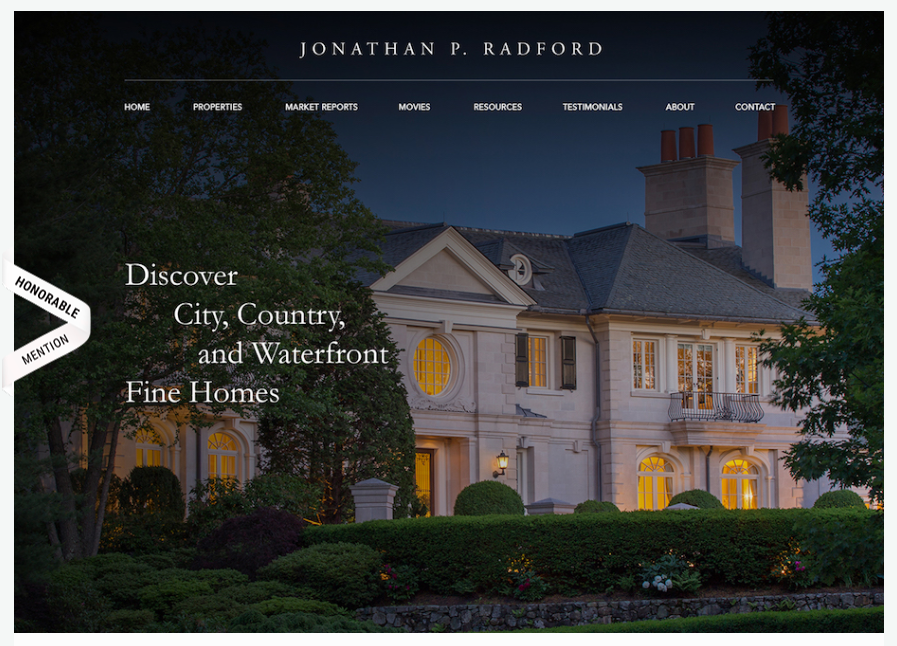 JONATHAN P. RADFORD
HOME PROPERTIES MARKET REPORTS MOVIES RESOURCES TESTIMONIALS ABOUT CONTACT
Discover
City, Country,
and Waterfront
Fine Homes
HONORABLE
MENTION